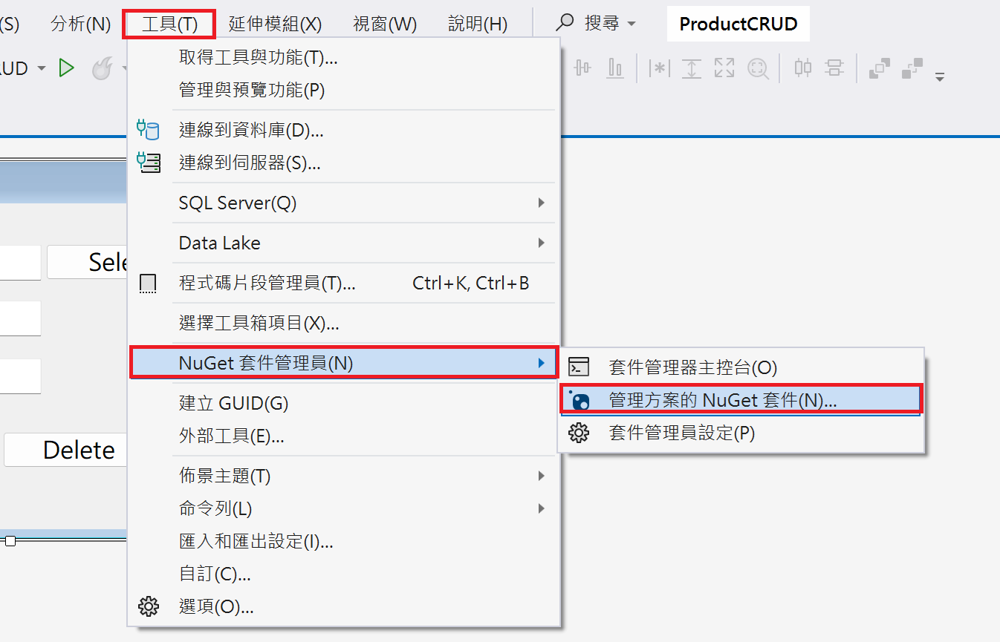 (S) 分析(N) 工具(T) 延伸模組(X) 視窗(W) 說明(H) 搜尋 ProductCRUD
UD
取得工具與功能(T)...
管理與預覽功能(P)
連線到資料庫(D)...
連線到伺服器(S)...
SQL Server(Q)
Data Lake
Sele
程式碼片段管理員(T)... Ctrl+K, Ctrl+B
選擇工具箱項目(X)...
NuGet 套件管理員(N)
套件管理器主控台(O)
管理方案的 NuGet 套件(N)...
套件管理員設定(P)
建立 GUID(G)
外部工具(E)...
Delete
佈景主題(T)
命令列(L)
匯入和匯出設定(I)...
自訂(C)...
選項(O)...